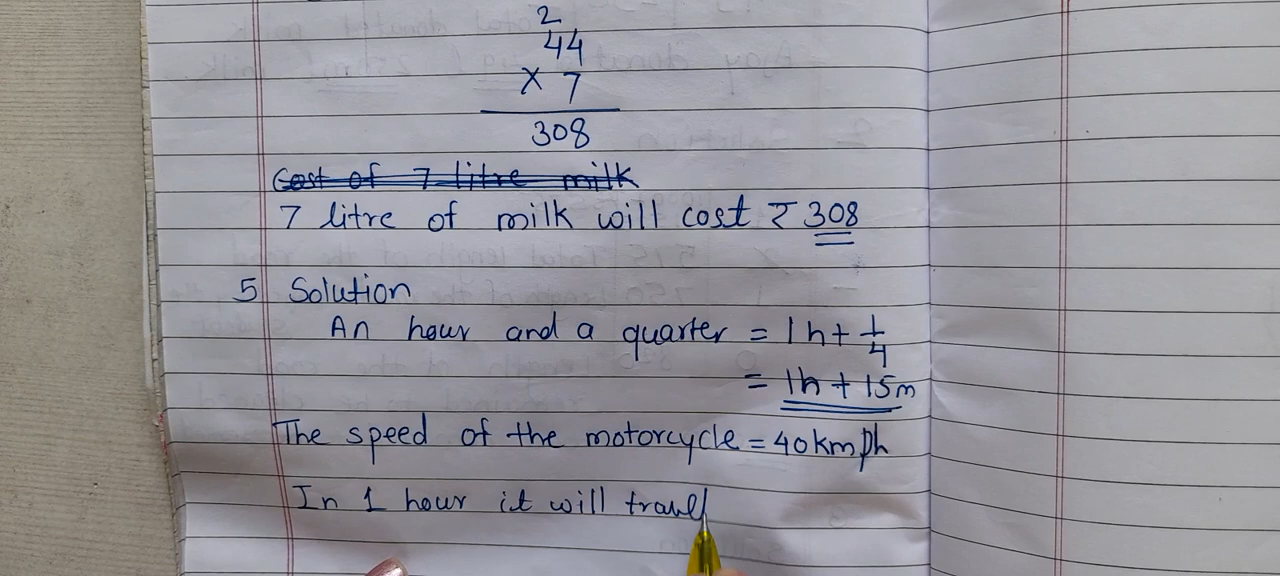 2
44
× 7
308
Cost of 7 litre milk
7 litre of milk will cost ₹ 308
5 Solution
An hour and a quarter = 1h + 1/4
= 1h + 15m
The speed of the motorcycle = 40kmph
In 1 hour it will travel